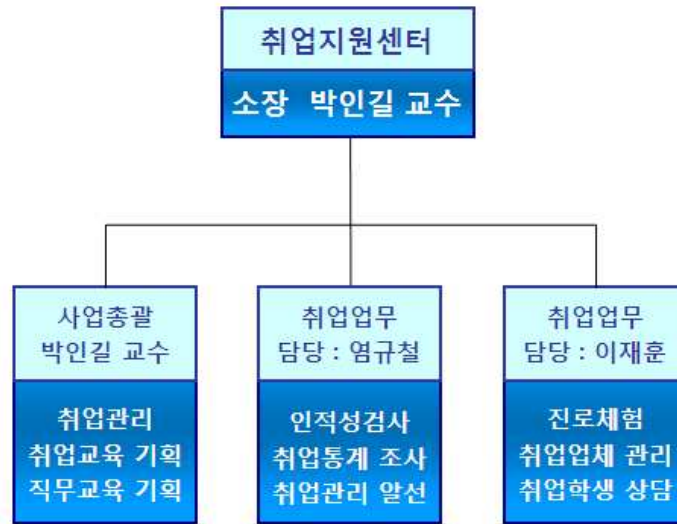 취업지원센터
소장 박인길 교수
사업총괄
박인길 교수
취업관리
취업교육 기획
직무교육 기획
취업업무
담당 : 염규철
인적성검사
취업통계 조사
취업관리 알선
취업업무
담당 : 이재훈
진로체험
취업업체 관리
취업학생 상담